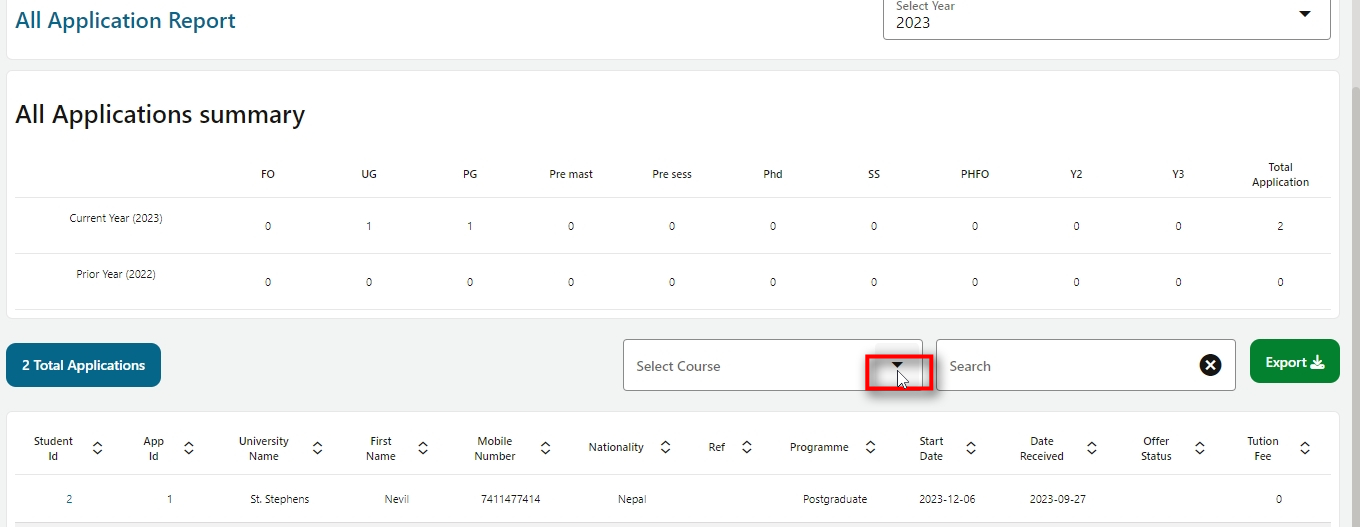 All Application Report
Select Year
2023
All Applications summary
FO UG PG Pre mast Pre sess Phd SS PHFO Y2 Y3 Total Application
Current Year (2023) 0 1 1 0 0 0 0 0 0 0 2
Prior Year (2022) 0 0 0 0 0 0 0 0 0 0 0
2 Total Applications Select Course Search Export
Student Id App Id University Name First Name Mobile Number Nationality Ref Programme Start Date Date Received Offer Status Tution Fee
2 1 St. Stephens Nevil 7411477414 Nepal Postgraduate 2023-12-06 2023-09-27 0